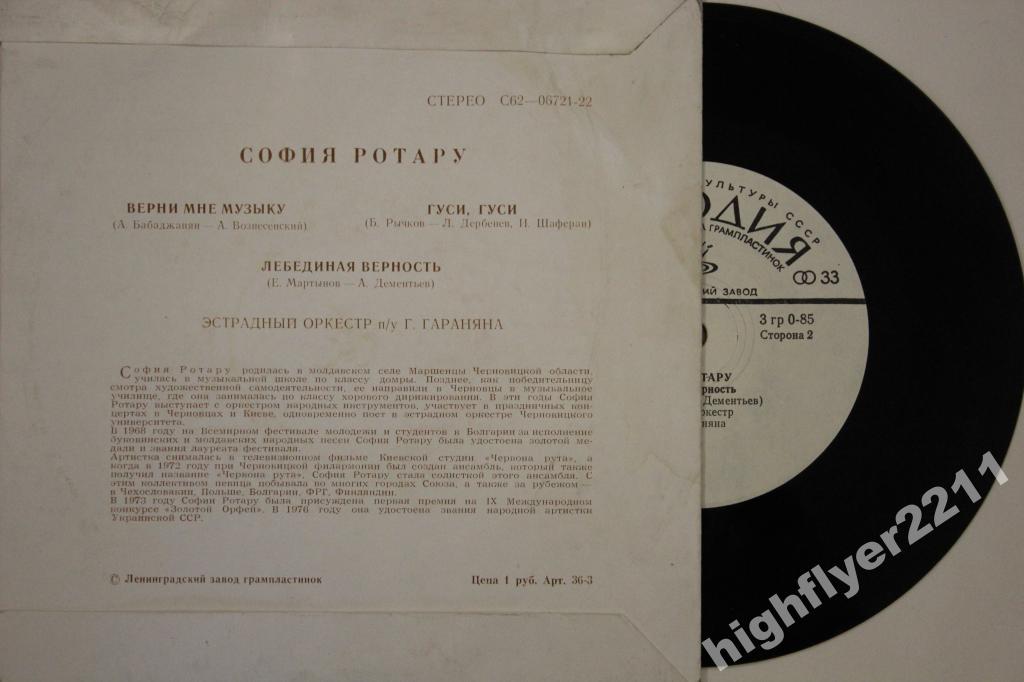 СТЕРЕО С62—06721-22
СОФИЯ РОТАРУ
ВЕРНИ МНЕ МУЗЫКУ
(А. Бабаджанян — А. Вознесенский)
ГУСИ, ГУСИ
(Б. Рычков — Л. Дербенев, И. Шаферан)
ЛЕБЕДИНАЯ ВЕРНОСТЬ
(Е. Мартынов — А. Дементьев)
ЭСТРАДНЫЙ ОРКЕСТР п/у Г. ГАРАНЯНА
София Ротару родилась в молдавском селе Маршенцы Черновицкой области,
училась в музыкальной школе по классу домры. Позднее, как победительницу
смотра художественной самодеятельности, ее направили в Черновцы в музыкальное
училище, где она занималась по классу хорового дирижирования. В эти годы София
Ротару выступает с оркестром народных инструментов, участвует в праздничных кон-
цертах в Черновцах и Киеве, одновременно поет в эстрадном оркестре Черновицкого
университета.
В 1968 году на Всемирном фестивале молодежи и студентов в Болгарии за исполнение
буковинских и молдавских народных песен София Ротару была удостоена золотой ме-
дали и звания лауреата фестиваля.
Артистка снималась в телевизионном фильме Киевской студии «Червона рута», а
когда в 1972 году при Черновицкой филармонии был создан ансамбль, который также
получил название «Червона рута», София Ротару стала солисткой этого ансамбля. С
этим коллективом певица побывала во многих городах Союза, а также за рубежом —
в Чехословакии, Польше, Болгарии, ФРГ, Финляндии.
В 1973 году Софии Ротару была присуждена первая премия на IX Международном
конкурсе «Золотой Орфей». В 1976 году она удостоена звания народной артистки
Украинской ССР.
© Ленинградский завод грампластинок
Цена 1 руб. Арт. 36-3
УЛЬТУРЫ СССР
ОДИЯ
ГРАМПЛАСТИНОК
33
ИЙ ЗАВОД
3 гр 0-85
Сторона 2
ОТАРУ
рность
Дементьев)
ркестр
аняна
highflyer2211